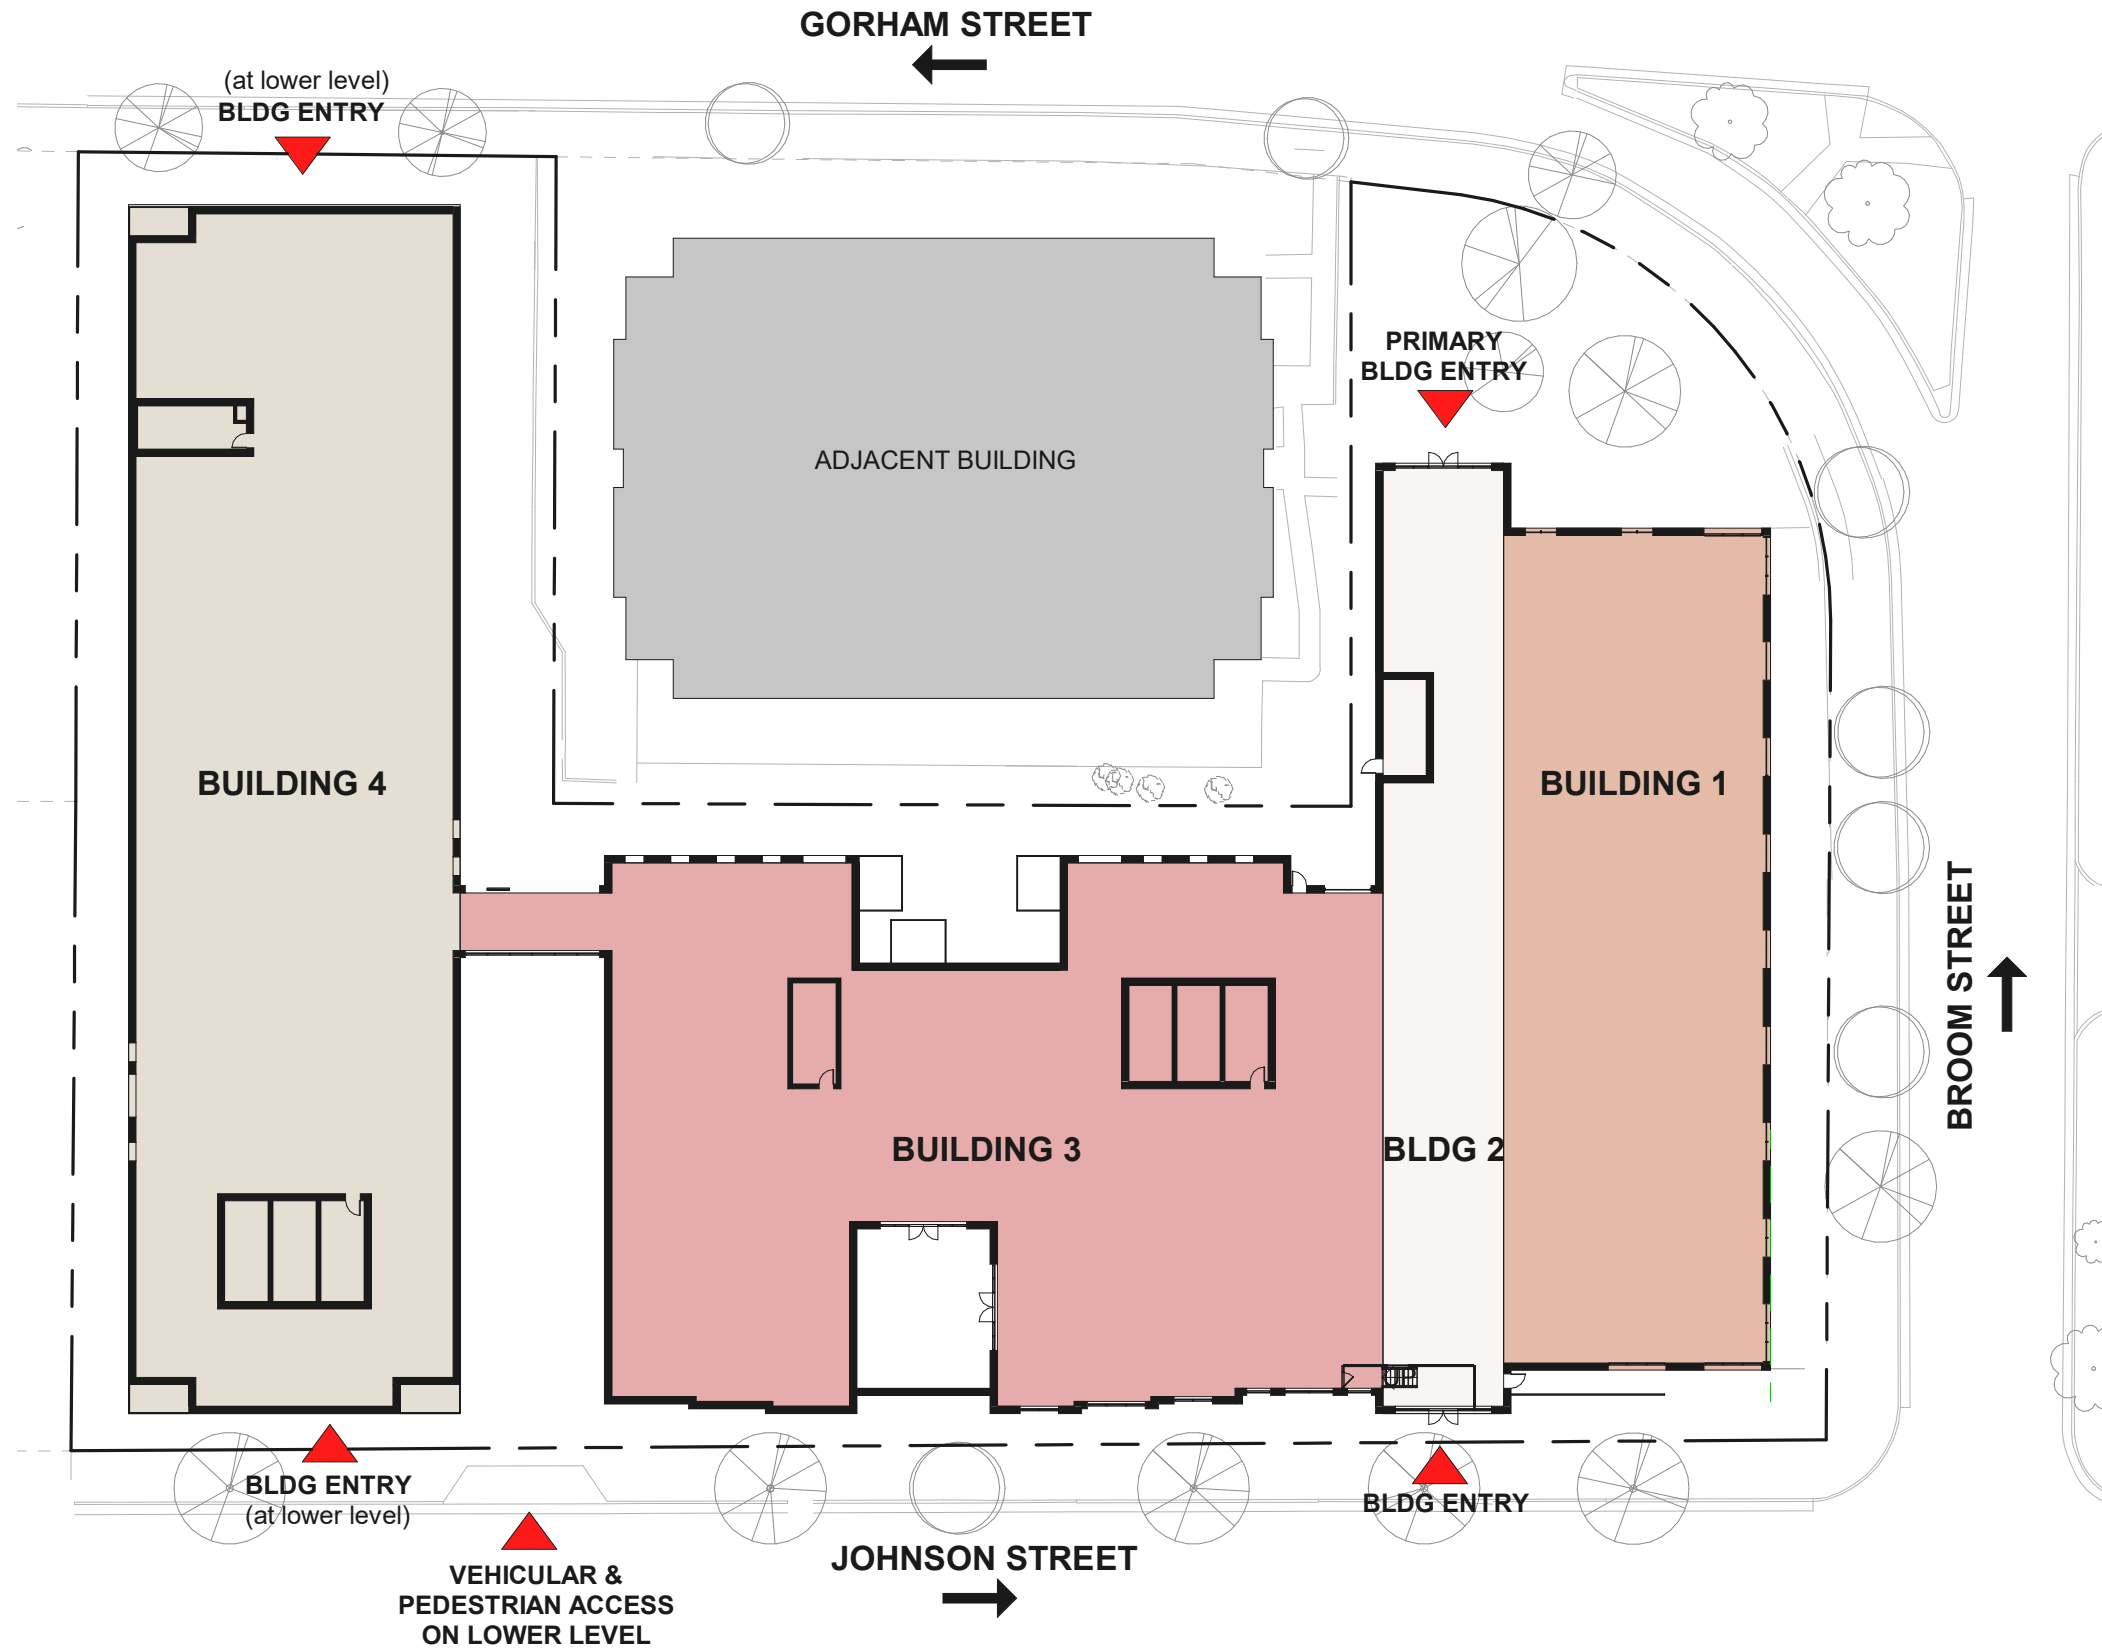 GORHAM STREET
(at lower level)
BLDG ENTRY
PRIMARY
BLDG ENTRY
ADJACENT BUILDING
BUILDING 4
BUILDING 1
BROOM STREET
BUILDING 3
BLDG 2
BLDG ENTRY
(at lower level)
BLDG ENTRY
JOHNSON STREET
VEHICULAR &
PEDESTRIAN ACCESS
ON LOWER LEVEL